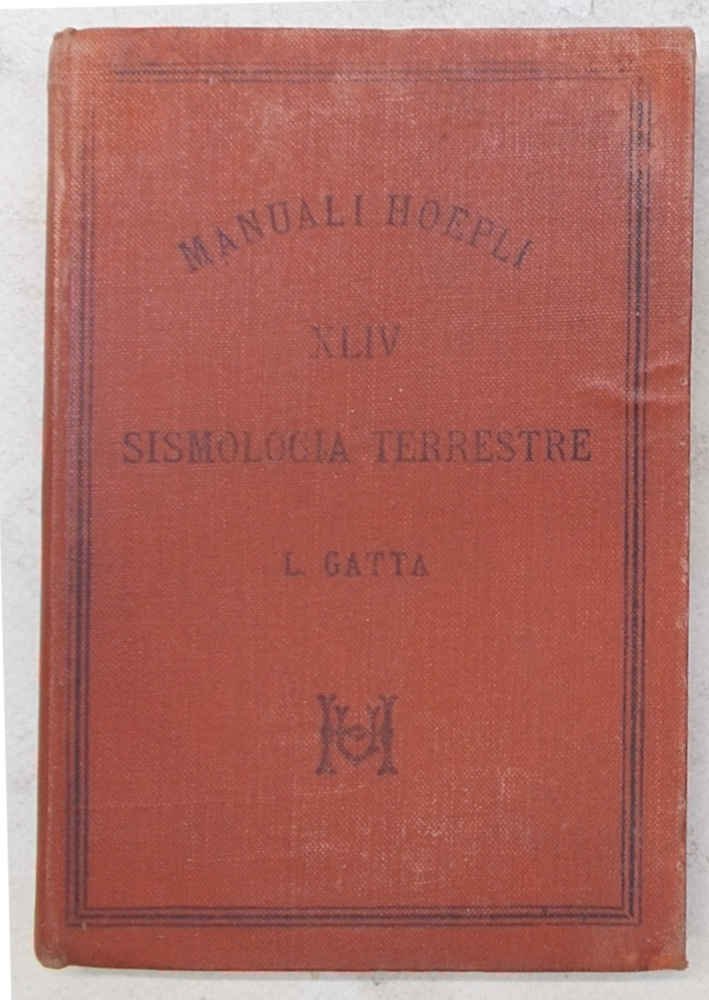 MANUALI HOEPLI
XLIV
SISMOLOGIA TERRESTRE
L. GATTA